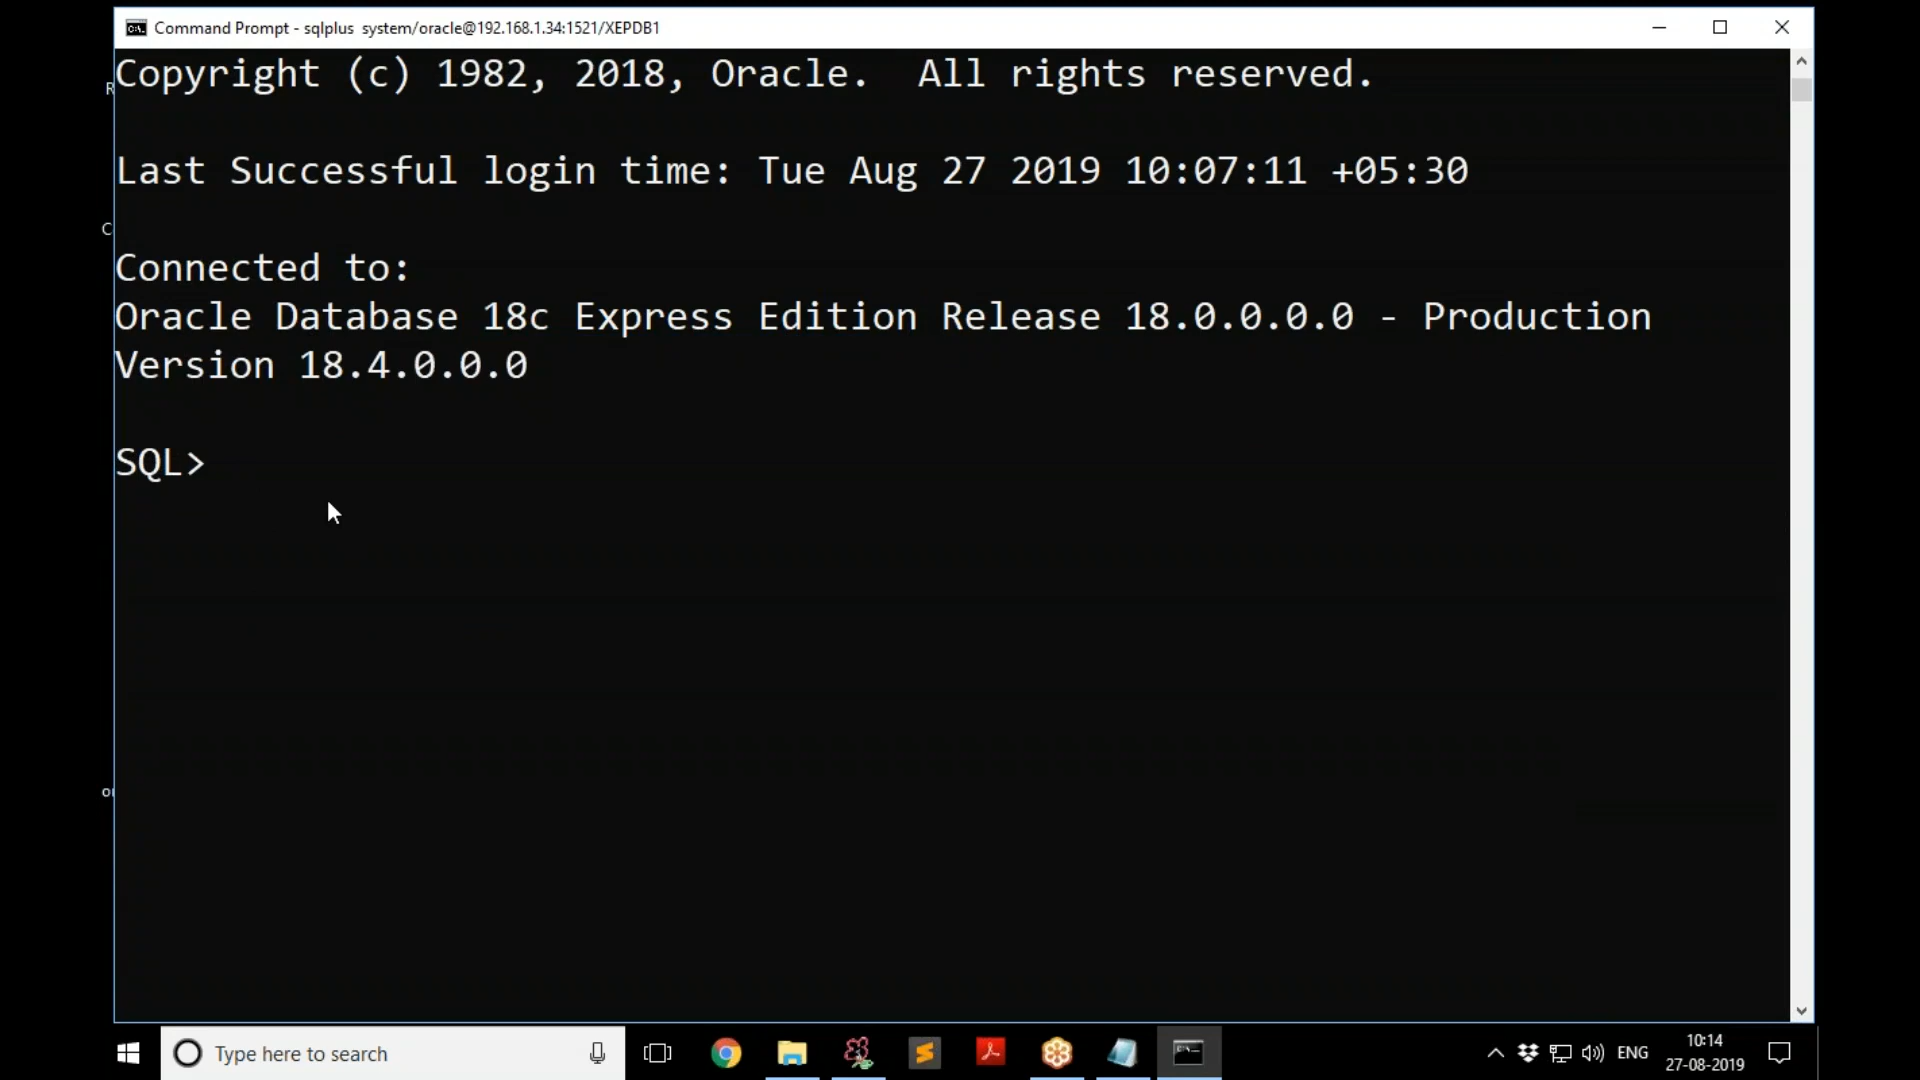 Command Prompt - sqlplus  system/oracle@192.168.1.34:1521/XEPDB1
Copyright (c) 1982, 2018, Oracle.  All rights reserved.
R
Last Successful login time: Tue Aug 27 2019 10:07:11 +05:30
C
Connected to:
Oracle Database 18c Express Edition Release 18.0.0.0.0 - Production
Version 18.4.0.0.0
SQL>
Type here to search
ENG
10:14
27-08-2019